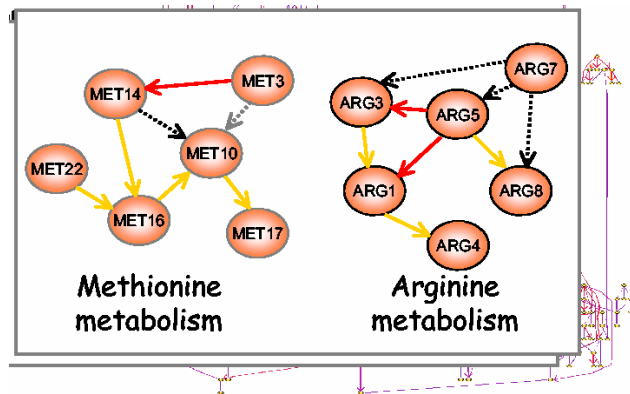 MET14
MET3
MET10
MET22
MET16
MET17
Methionine
metabolism
ARG7
ARG3
ARG5
ARG1
ARG8
ARG4
Arginine
metabolism